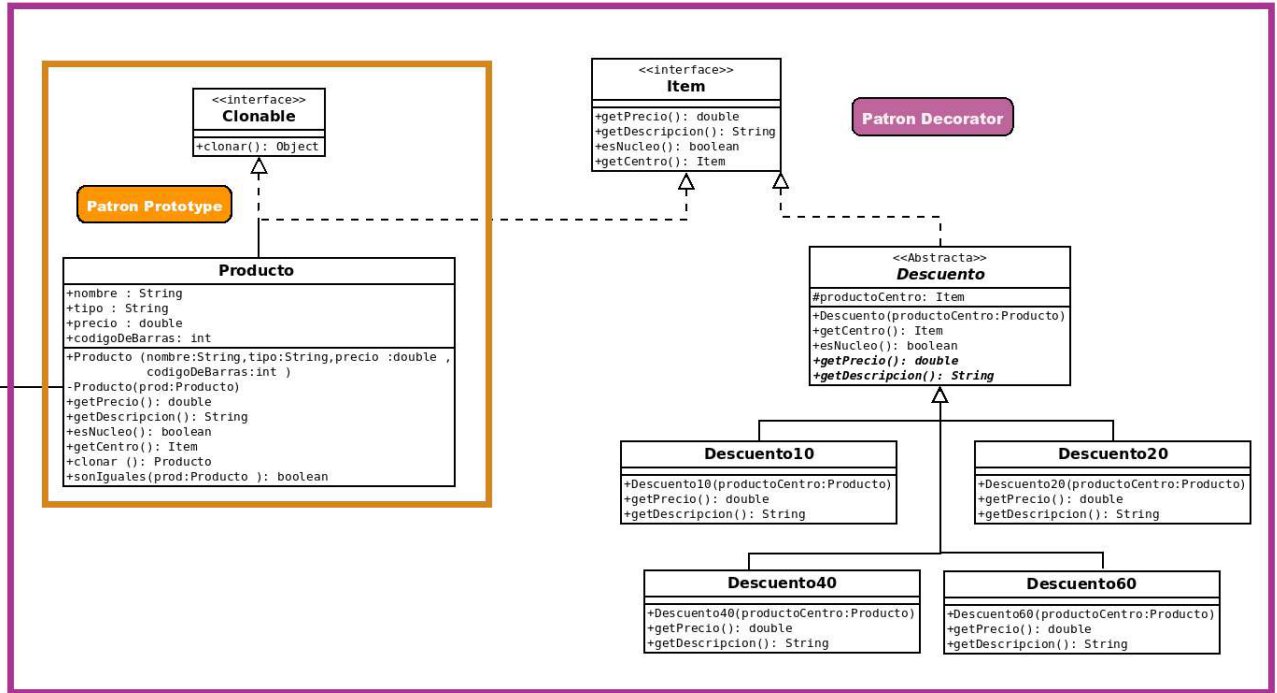 <<interface>>
Clonable
+clonar(): Object
Patron Prototype
Producto
+nombre : String
+tipo : String
+precio : double
+codigoDeBarras: int
+Producto (nombre:String,tipo:String,precio :double ,
codigoDeBarras:int )
-Producto(prod:Producto)
+getPrecio(): double
+getDescripcion(): String
+esNucleo(): boolean
+getCentro(): Item
+clonar (): Producto
+sonIguales(prod:Producto ): boolean
<<interface>>
Item
+getPrecio(): double
+getDescripcion(): String
+esNucleo(): boolean
+getCentro(): Item
Patron Decorator
<<Abstracta>>
Descuento
#productoCentro: Item
+Descuento(productoCentro:Producto)
+getCentro(): Item
+esNucleo(): boolean
+getPrecio(): double
+getDescripcion(): String
Descuento10
+Descuento10(productoCentro:Producto)
+getPrecio(): double
+getDescripcion(): String
Descuento20
+Descuento20(productoCentro:Producto)
+getPrecio(): double
+getDescripcion(): String
Descuento40
+Descuento40(productoCentro:Producto)
+getPrecio(): double
+getDescripcion(): String
Descuento60
+Descuento60(productoCentro:Producto)
+getPrecio(): double
+getDescripcion(): String